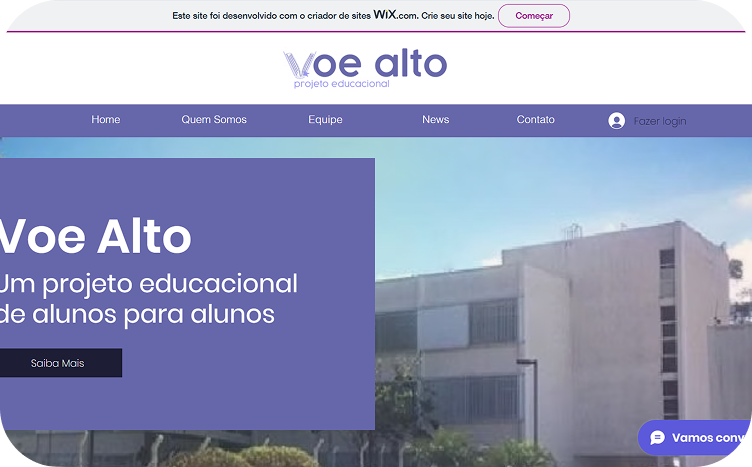 Este site foi desenvolvido com o criador de sites WiX.com. Crie seu site hoje. Começar
voe alto
projeto educacional
Home Quem Somos Equipe News Contato Fazer login
Voe Alto
Um projeto educacional
de alunos para alunos
Saiba Mais
Vamos conv